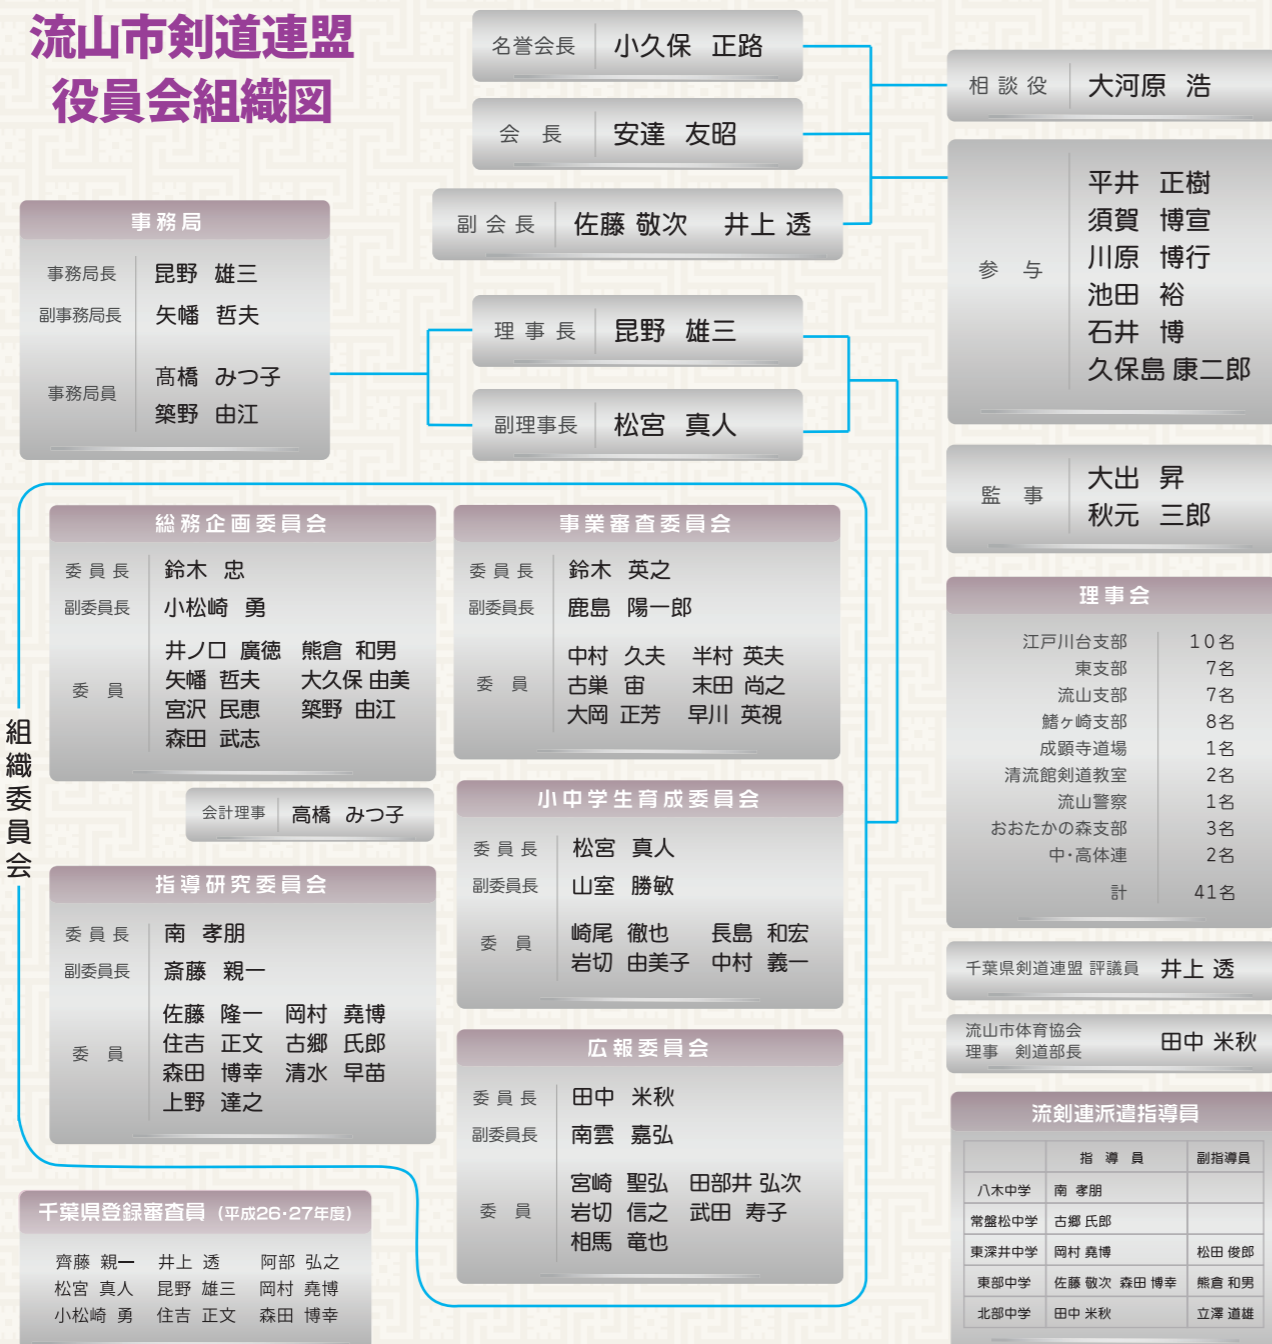 流山市剣道連盟
役員会組織図
名誉会長 小久保 正路
会 長 安達 友昭
副会長 佐藤 敬次 井上 透
相談役 大河原 浩
参 与
平井 正樹
須賀 博宣
川原 博行
池田 裕
石井 博
久保島 康二郎
監 事
大出 昇
秋元 三郎
事務局
事務局長 昆野 雄三
副事務局長 矢幡 哲夫
事務局員
髙橋 みつ子
築野 由江
理事長 昆野 雄三
副理事長 松宮 真人
組織委員会
総務企画委員会
委員長 鈴木 忠
副委員長 小松崎 勇
委 員
井ノ口 廣徳 熊倉 和男
矢幡 哲夫 大久保 由美
宮沢 民恵 築野 由江
森田 武志
会計理事 高橋 みつ子
指導研究委員会
委員長 南 孝朋
副委員長 斎藤 親一
委 員
佐藤 隆一 岡村 堯博
住吉 正文 古郷 氏郎
森田 博幸 清水 早苗
上野 達之
事業審査委員会
委員長 鈴木 英之
副委員長 鹿島 陽一郎
委 員
中村 久夫 半村 英夫
古巣 宙 末田 尚之
大岡 正芳 早川 英視
小中学生育成委員会
委員長 松宮 真人
副委員長 山室 勝敏
委 員
崎尾 徹也 長島 和宏
岩切 由美子 中村 義一
広報委員会
委員長 田中 米秋
副委員長 南雲 嘉弘
委 員
宮崎 聖弘 田部井 弘次
岩切 信之 武田 寿子
相馬 竜也
千葉県登録審査員 (平成26・27年度)
齊藤 親一 井上 透 阿部 弘之
松宮 真人 昆野 雄三 岡村 堯博
小松崎 勇 住吉 正文 森田 博幸
理事会
江戸川台支部 10名
東支部 7名
流山支部 7名
鰭ヶ崎支部 8名
成顕寺道場 1名
清流館剣道教室 2名
流山警察 1名
おおたかの森支部 3名
中・高体連 2名
計 41名
千葉県剣道連盟 評議員 井上 透
流山市体育協会
理事 剣道部長 田中 米秋
流剣連派遣指導員
指導員 副指導員
八木中学 南 孝朋
常盤松中学 古郷 氏郎
東深井中学 岡村 堯博 松田 俊郎
東部中学 佐藤 敬次 森田 博幸 熊倉 和男
北部中学 田中 米秋 立澤 道雄